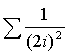 ∑ 1/(2i)²